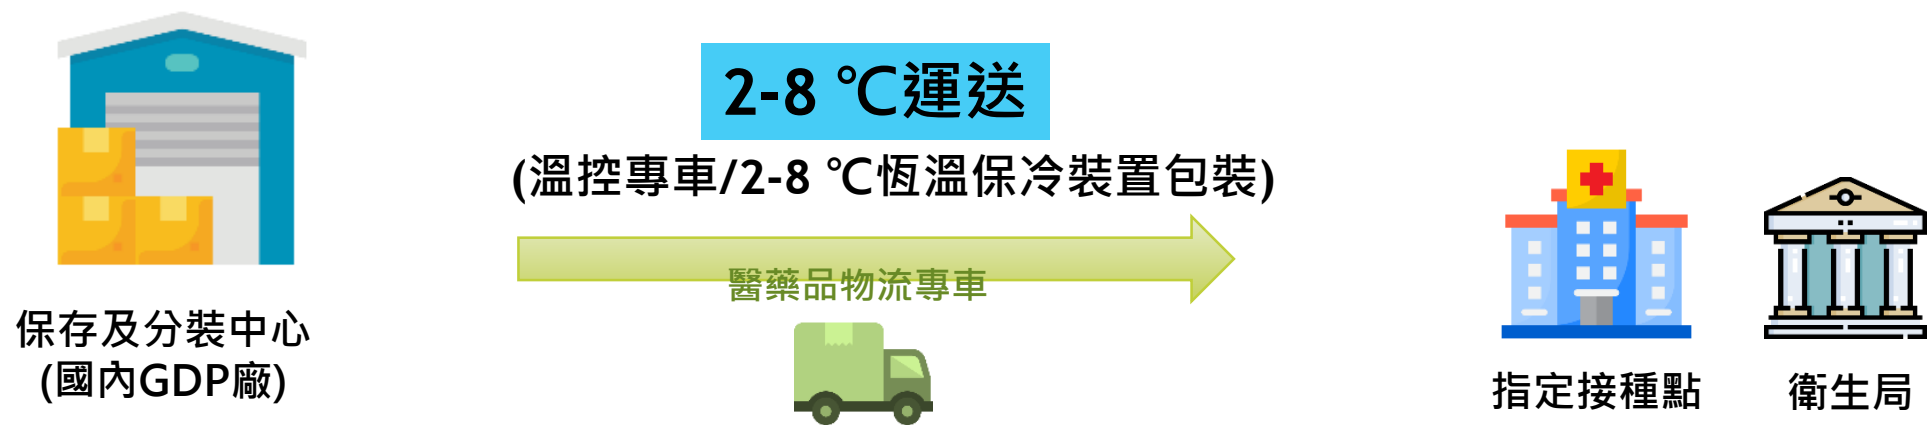 2-8 ℃運送
(溫控專車/2-8 ℃恆溫保冷裝置包裝)
醫藥品物流專車
保存及分裝中心
(國內GDP廠)
指定接種點
衛生局